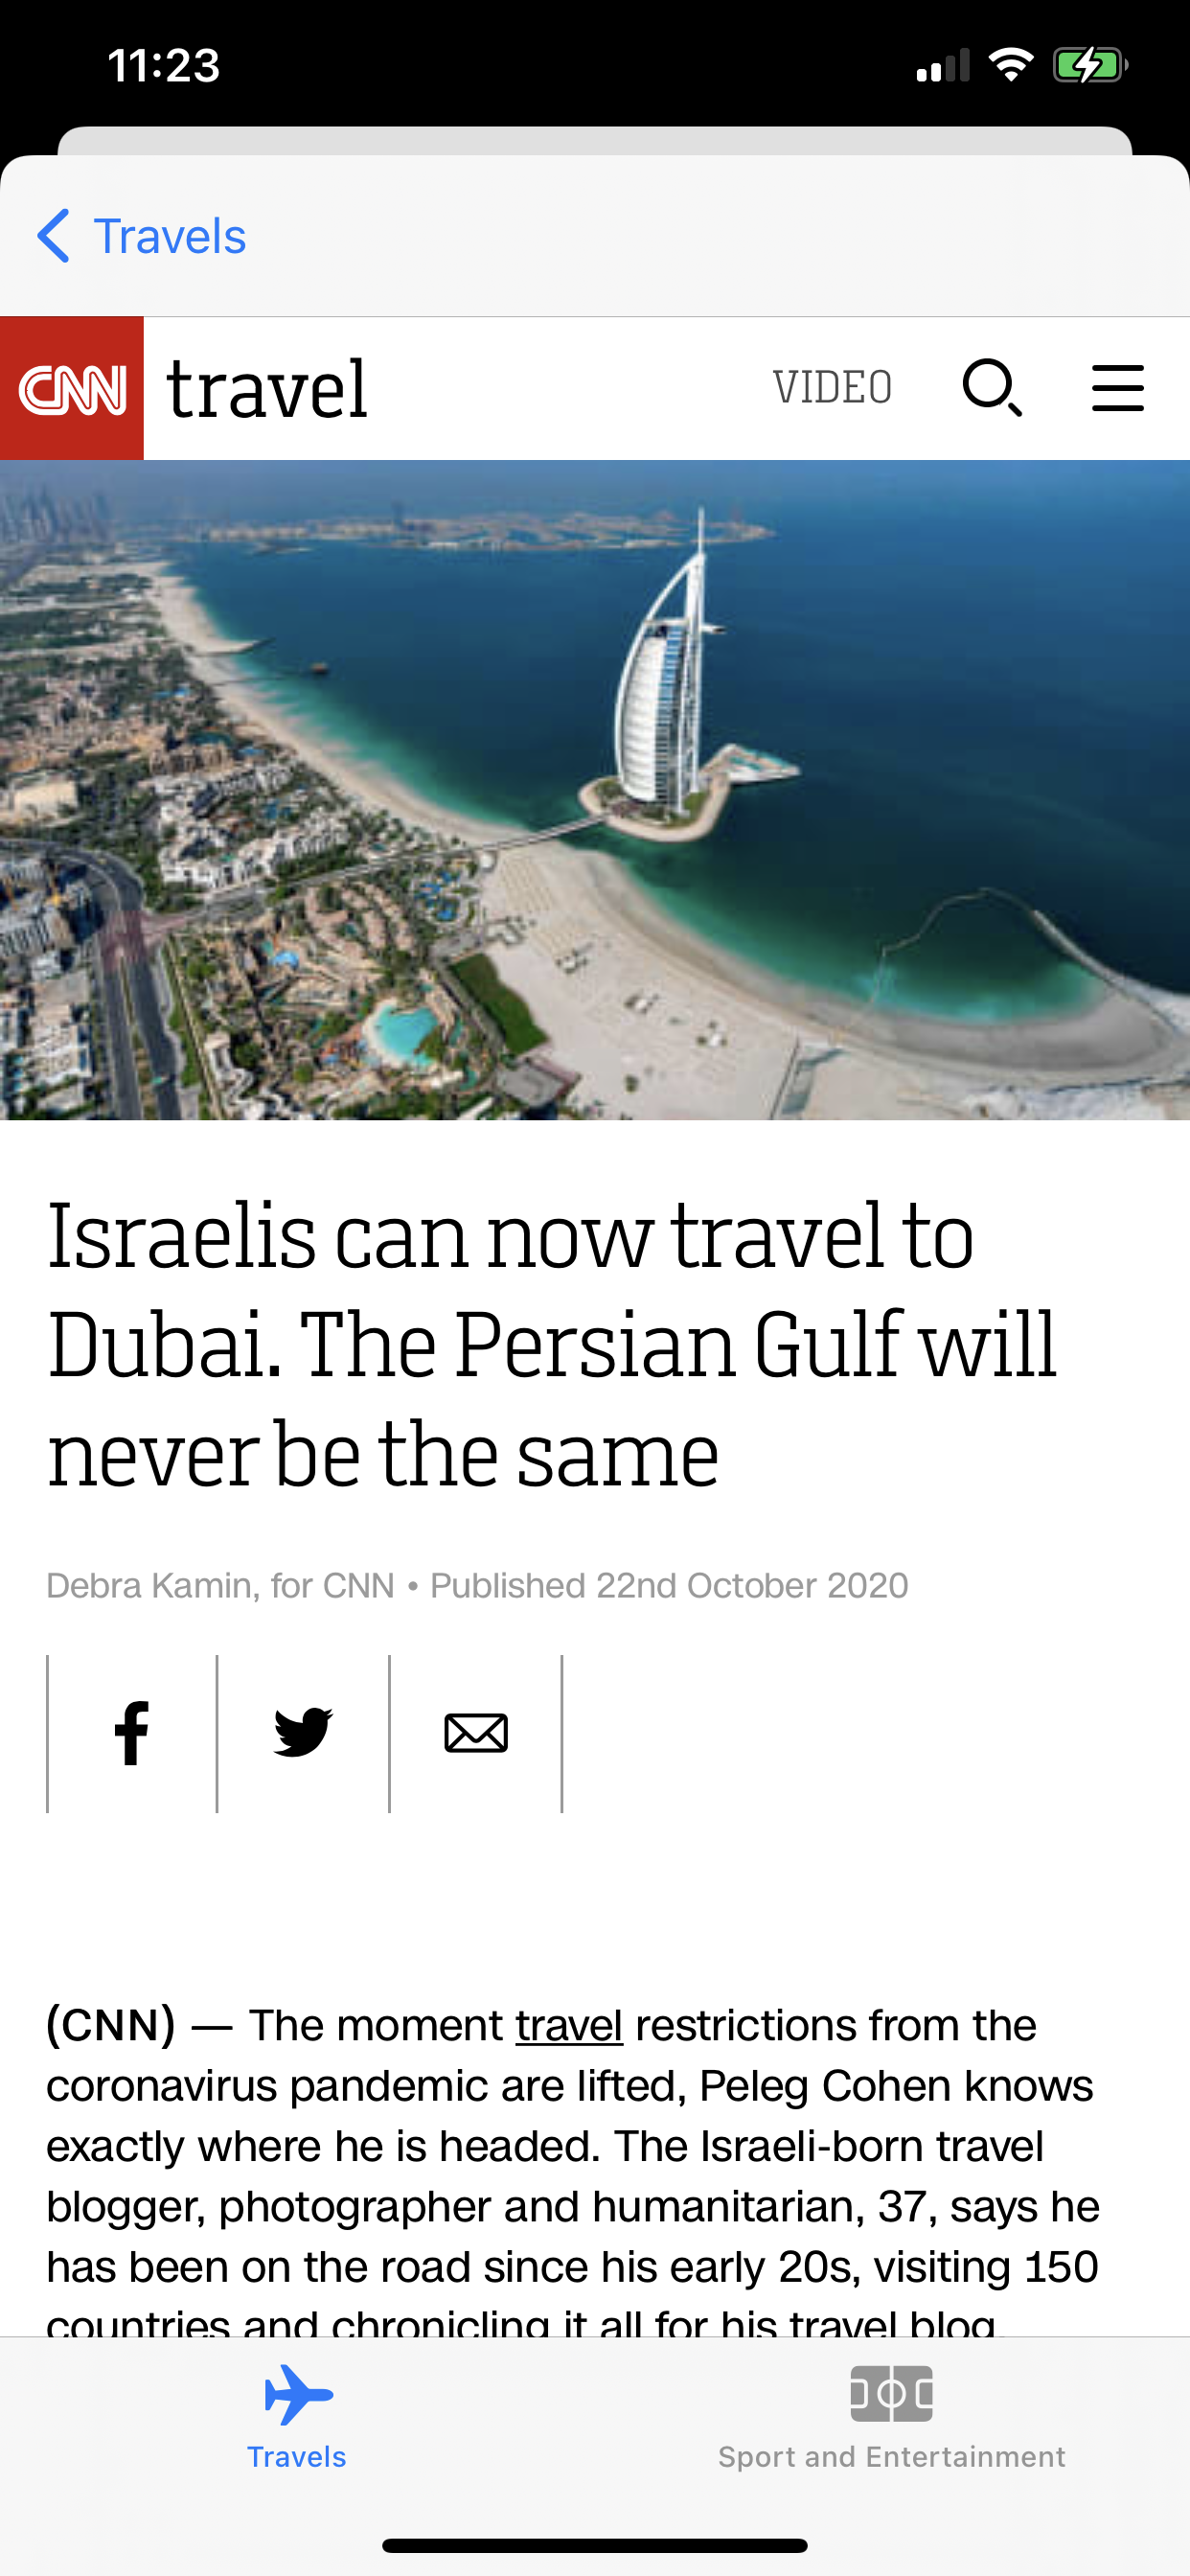 11:23
Travels
CNN travel VIDEO
Israelis can now travel to
Dubai. The Persian Gulf will
never be the same
Debra Kamin, for CNN • Published 22nd October 2020
(CNN) — The moment travel restrictions from the
coronavirus pandemic are lifted, Peleg Cohen knows
exactly where he is headed. The Israeli-born travel
blogger, photographer and humanitarian, 37, says he
has been on the road since his early 20s, visiting 150
countries and chronicling it all for his travel blog.
Travels
Sport and Entertainment